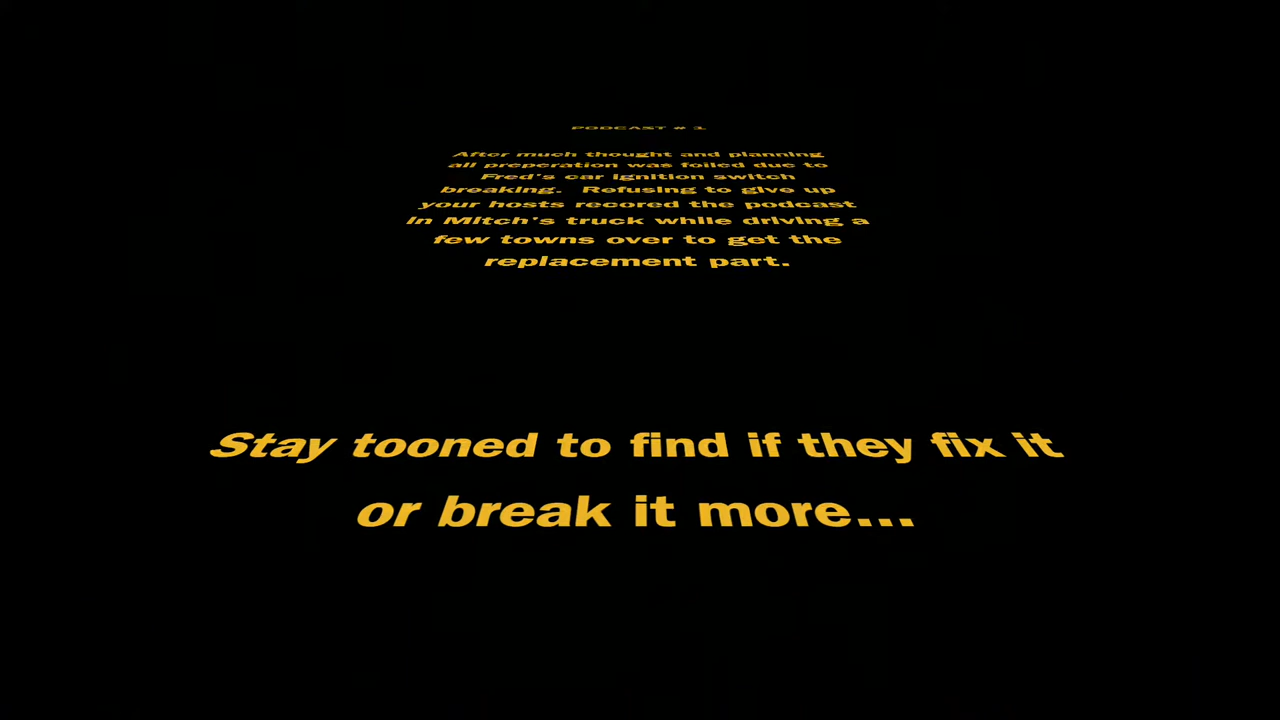 PODCAST # 1
After much thought and planning
all preperation was foiled due to
Fred's car ignition switch
breaking. Refusing to give up
your hosts recored the podcast
in Mitch's truck while driving a
few towns over to get the
replacement part.
Stay tooned to find if they fix it
or break it more...